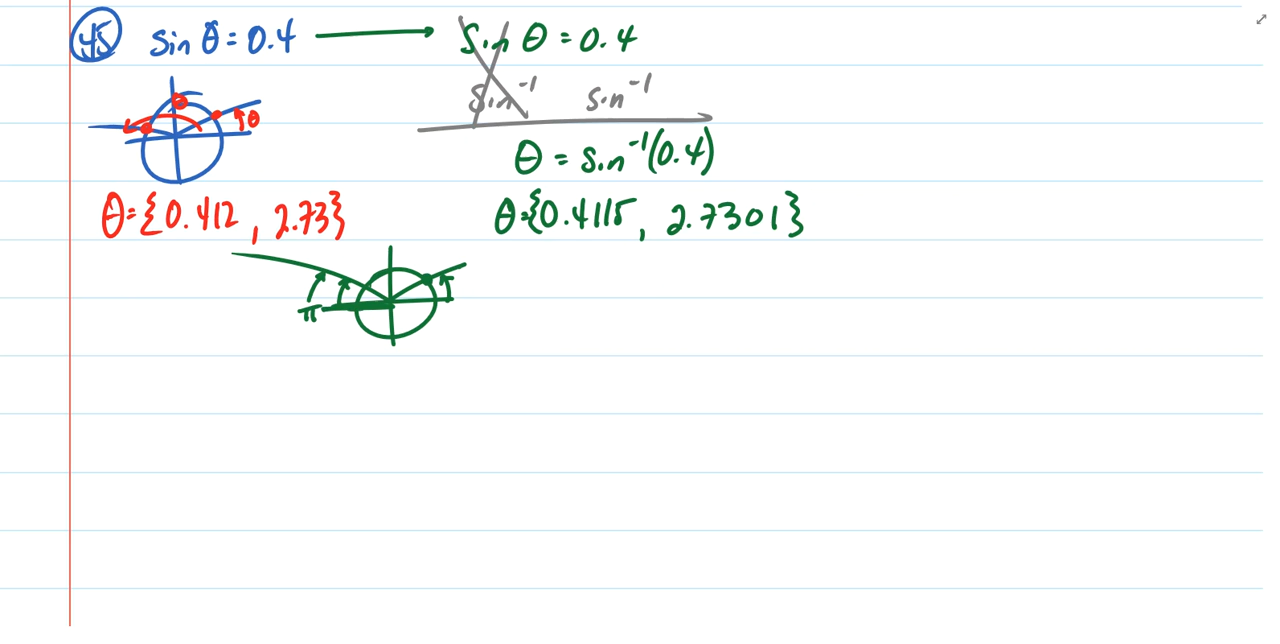 45 sin θ = 0.4 → sin θ = 0.4
sin⁻¹ sin⁻¹
θ = sin⁻¹(0.4)
θ
θ
θ={0.412, 2.73} θ={0.4115, 2.7301}
π